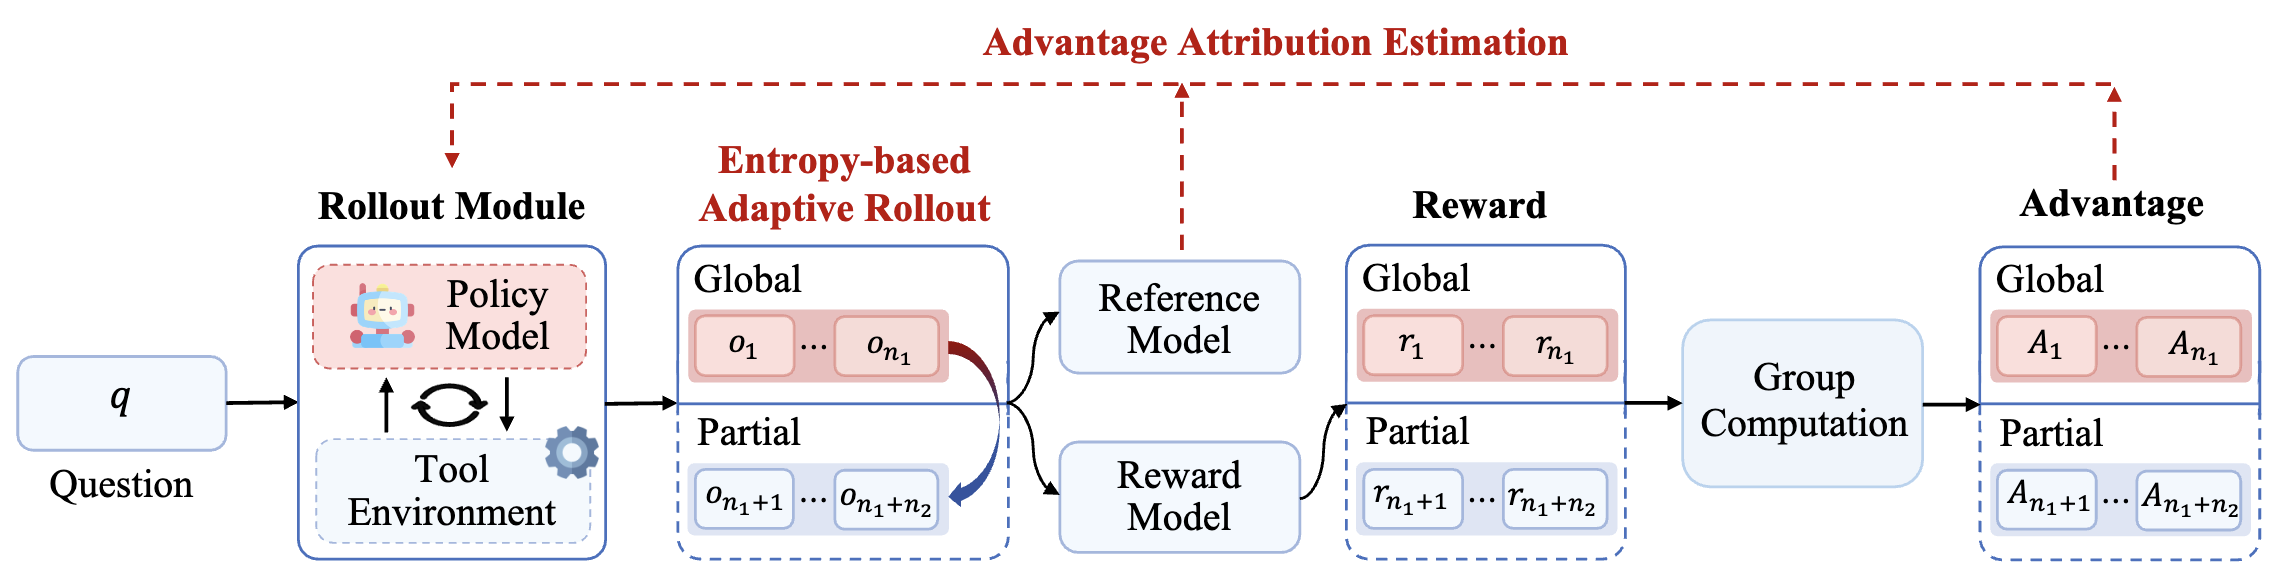 Advantage Attribution Estimation
Entropy-based
Adaptive Rollout
Rollout Module
Reward
Advantage
q
Question
Policy
Model
Tool
Environment
Global
o₁ ... oₙ₁
Partial
oₙ₁₊₁ ... oₙ₁₊ₙ₂
Reference
Model
Reward
Model
Global
r₁ ... rₙ₁
Partial
rₙ₁₊₁ ... rₙ₁₊ₙ₂
Group
Computation
Global
A₁ ... Aₙ₁
Partial
Aₙ₁₊₁ ... Aₙ₁₊ₙ₂